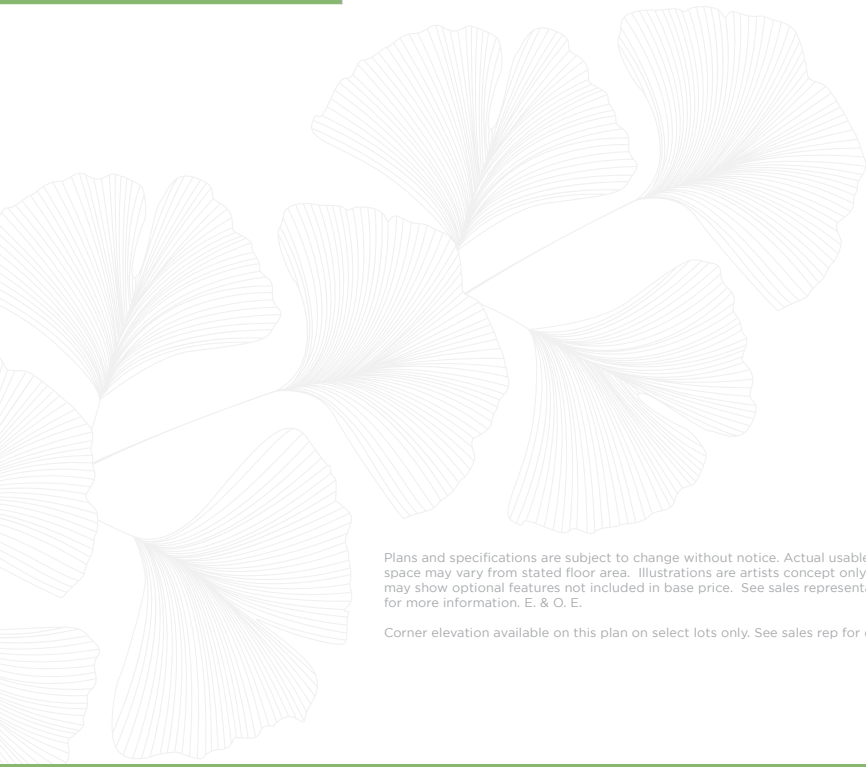 Plans and specifications are subject to change without notice. Actual usable
space may vary from stated floor area. Illustrations are artists concept only
may show optional features not included in base price. See sales
for more information. E. & O. E.
Corner elevation available on this plan on select lots only. See sales rep for